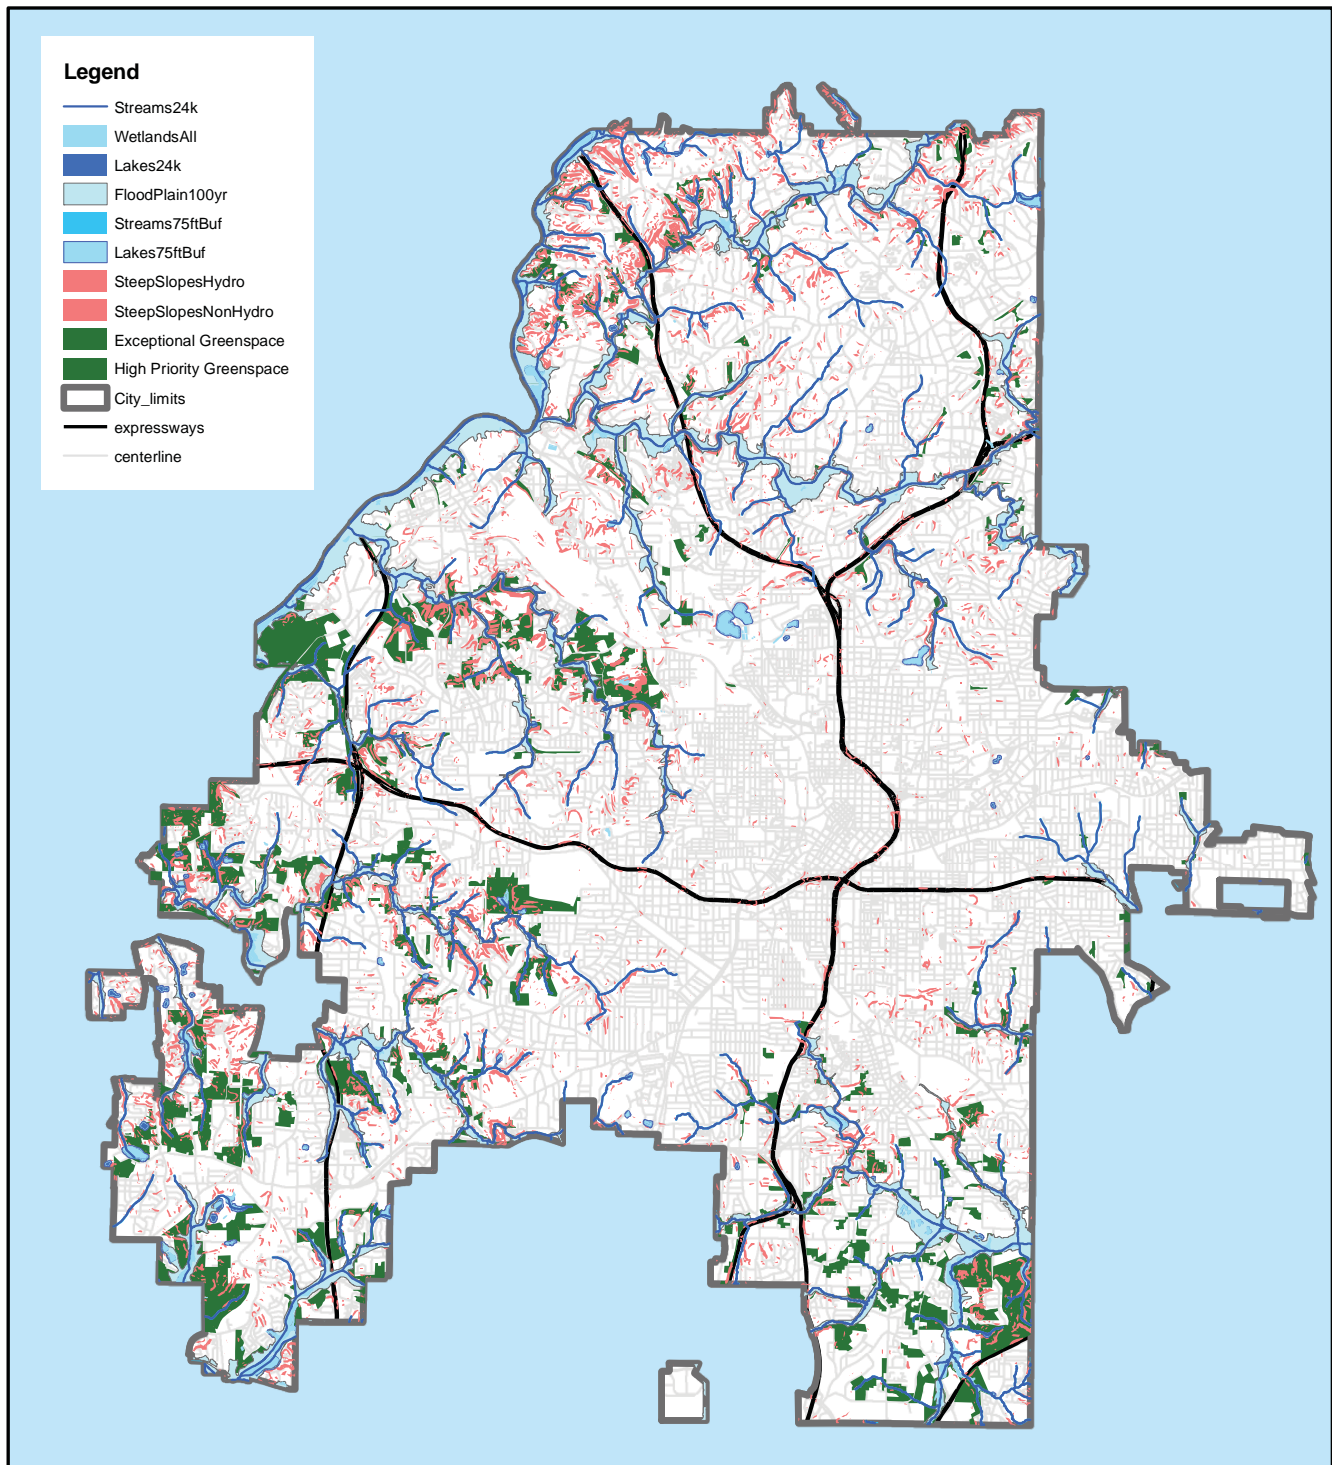 Legend
Streams24k
WetlandsAll
Lakes24k
FloodPlain100yr
Streams75ftBuf
Lakes75ftBuf
SteepSlopesHydro
SteepSlopesNonHydro
Exceptional Greenspace
High Priority Greenspace
City_limits
expressways
centerline